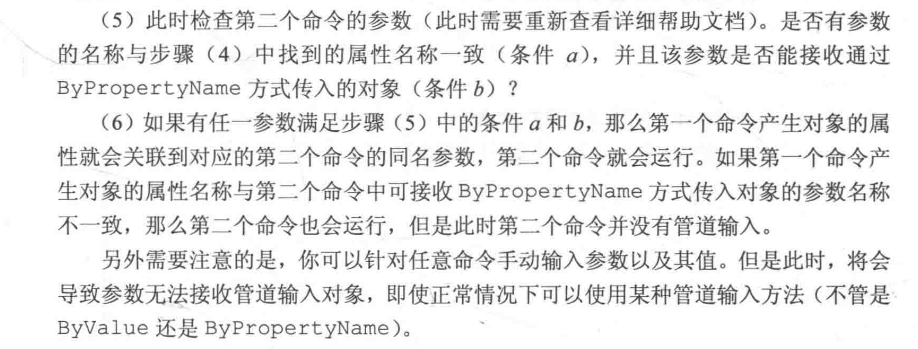 （5）此时检查第二个命令的参数（此时需要重新查看详细帮助文档）。是否有参数
的名称与步骤（4）中找到的属性名称一致（条件 a），并且该参数是否能接收通过
ByPropertyName 方式传入的对象（条件 b）？
（6）如果有任一参数满足步骤（5）中的条件 a 和 b，那么第一个命令产生对象的属
性就会关联到对应的第二个命令的同名参数，第二个命令就会运行。如果第一个命令产
生对象的属性名称与第二个命令中可接收 ByPropertyName 方式传入对象的参数名称
不一致，那么第二个命令也会运行，但是此时第二个命令并没有管道输入。
另外需要注意的是，你可以针对任意命令手动输入参数以及其值。但是此时，将会
导致参数无法接收管道输入对象，即使正常情况下可以使用某种管道输入方法（不管是
ByValue 还是 ByPropertyName）。